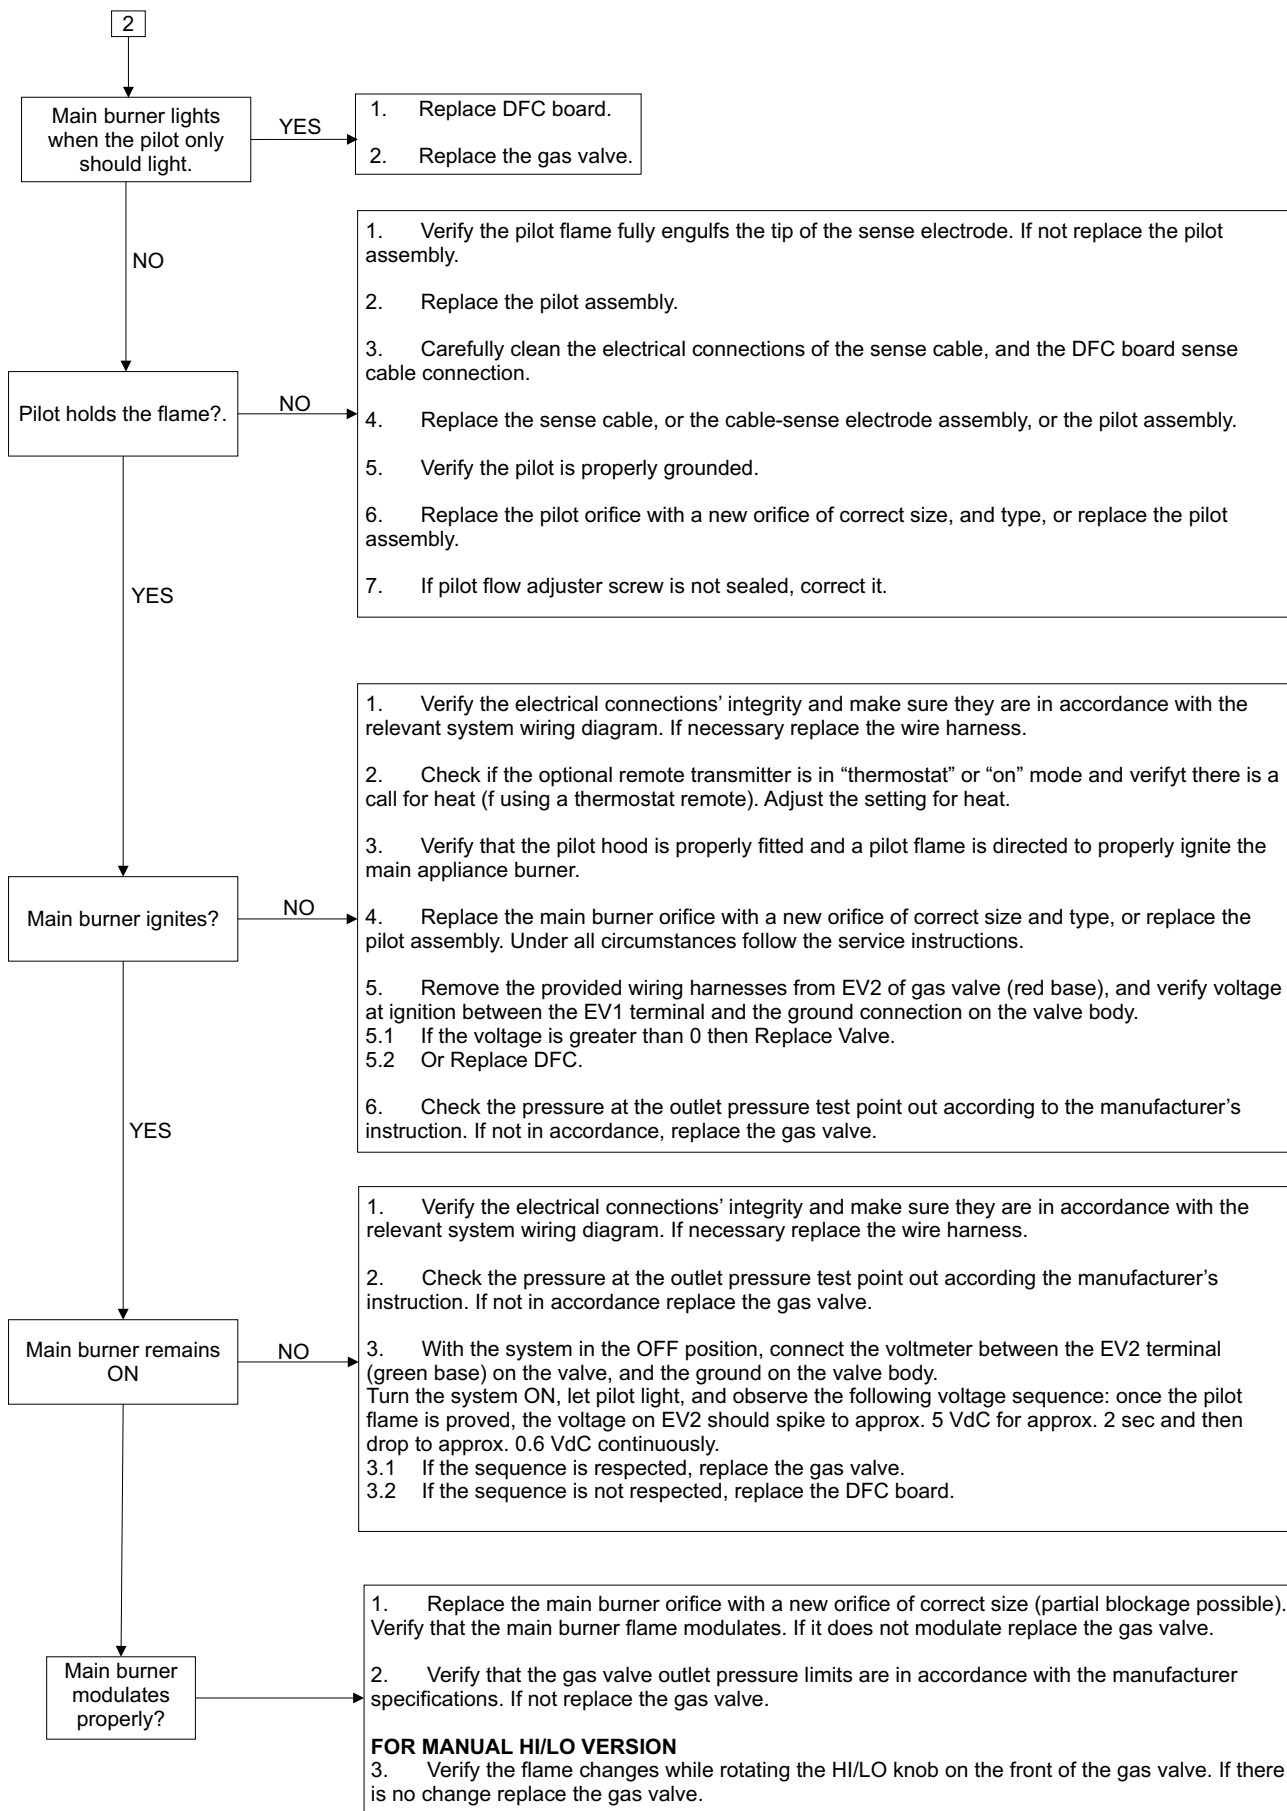 2
Main burner lights
when the pilot only
should light.
YES
1. Replace DFC board.
2. Replace the gas valve.
NO
1. Verify the pilot flame fully engulfs the tip of the sense electrode. If not replace the pilot
assembly.
2. Replace the pilot assembly.
3. Carefully clean the electrical connections of the sense cable, and the DFC board sense
cable connection.
4. Replace the sense cable, or the cable-sense electrode assembly, or the pilot assembly.
5. Verify the pilot is properly grounded.
6. Replace the pilot orifice with a new orifice of correct size, and type, or replace the pilot
assembly.
7. If pilot flow adjuster screw is not sealed, correct it.
Pilot holds the flame?.
NO
YES
1. Verify the electrical connections’ integrity and make sure they are in accordance with the
relevant system wiring diagram. If necessary replace the wire harness.
2. Check if the optional remote transmitter is in “thermostat” or “on” mode and verifyt there is a
call for heat (f using a thermostat remote). Adjust the setting for heat.
3. Verify that the pilot hood is properly fitted and a pilot flame is directed to properly ignite the
main appliance burner.
4. Replace the main burner orifice with a new orifice of correct size and type, or replace the
pilot assembly. Under all circumstances follow the service instructions.
5. Remove the provided wiring harnesses from EV2 of gas valve (red base), and verify voltage
at ignition between the EV1 terminal and the ground connection on the valve body.
5.1 If the voltage is greater than 0 then Replace Valve.
5.2 Or Replace DFC.
6. Check the pressure at the outlet pressure test point out according to the manufacturer’s
instruction. If not in accordance, replace the gas valve.
Main burner ignites?
NO
YES
1. Verify the electrical connections’ integrity and make sure they are in accordance with the
relevant system wiring diagram. If necessary replace the wire harness.
2. Check the pressure at the outlet pressure test point out according the manufacturer’s
instruction. If not in accordance replace the gas valve.
3. With the system in the OFF position, connect the voltmeter between the EV2 terminal
(green base) on the valve, and the ground on the valve body.
Turn the system ON, let pilot light, and observe the following voltage sequence: once the pilot
flame is proved, the voltage on EV2 should spike to approx. 5 VdC for approx. 2 sec and then
drop to approx. 0.6 VdC continuously.
3.1 If the sequence is respected, replace the gas valve.
3.2 If the sequence is not respected, replace the DFC board.
Main burner remains
ON
NO
1. Replace the main burner orifice with a new orifice of correct size (partial blockage possible).
Verify that the main burner flame modulates. If it does not modulate replace the gas valve.
2. Verify that the gas valve outlet pressure limits are in accordance with the manufacturer
specifications. If not replace the gas valve.
FOR MANUAL HI/LO VERSION
3. Verify the flame changes while rotating the HI/LO knob on the front of the gas valve. If there
is no change replace the gas valve.
Main burner
modulates
properly?